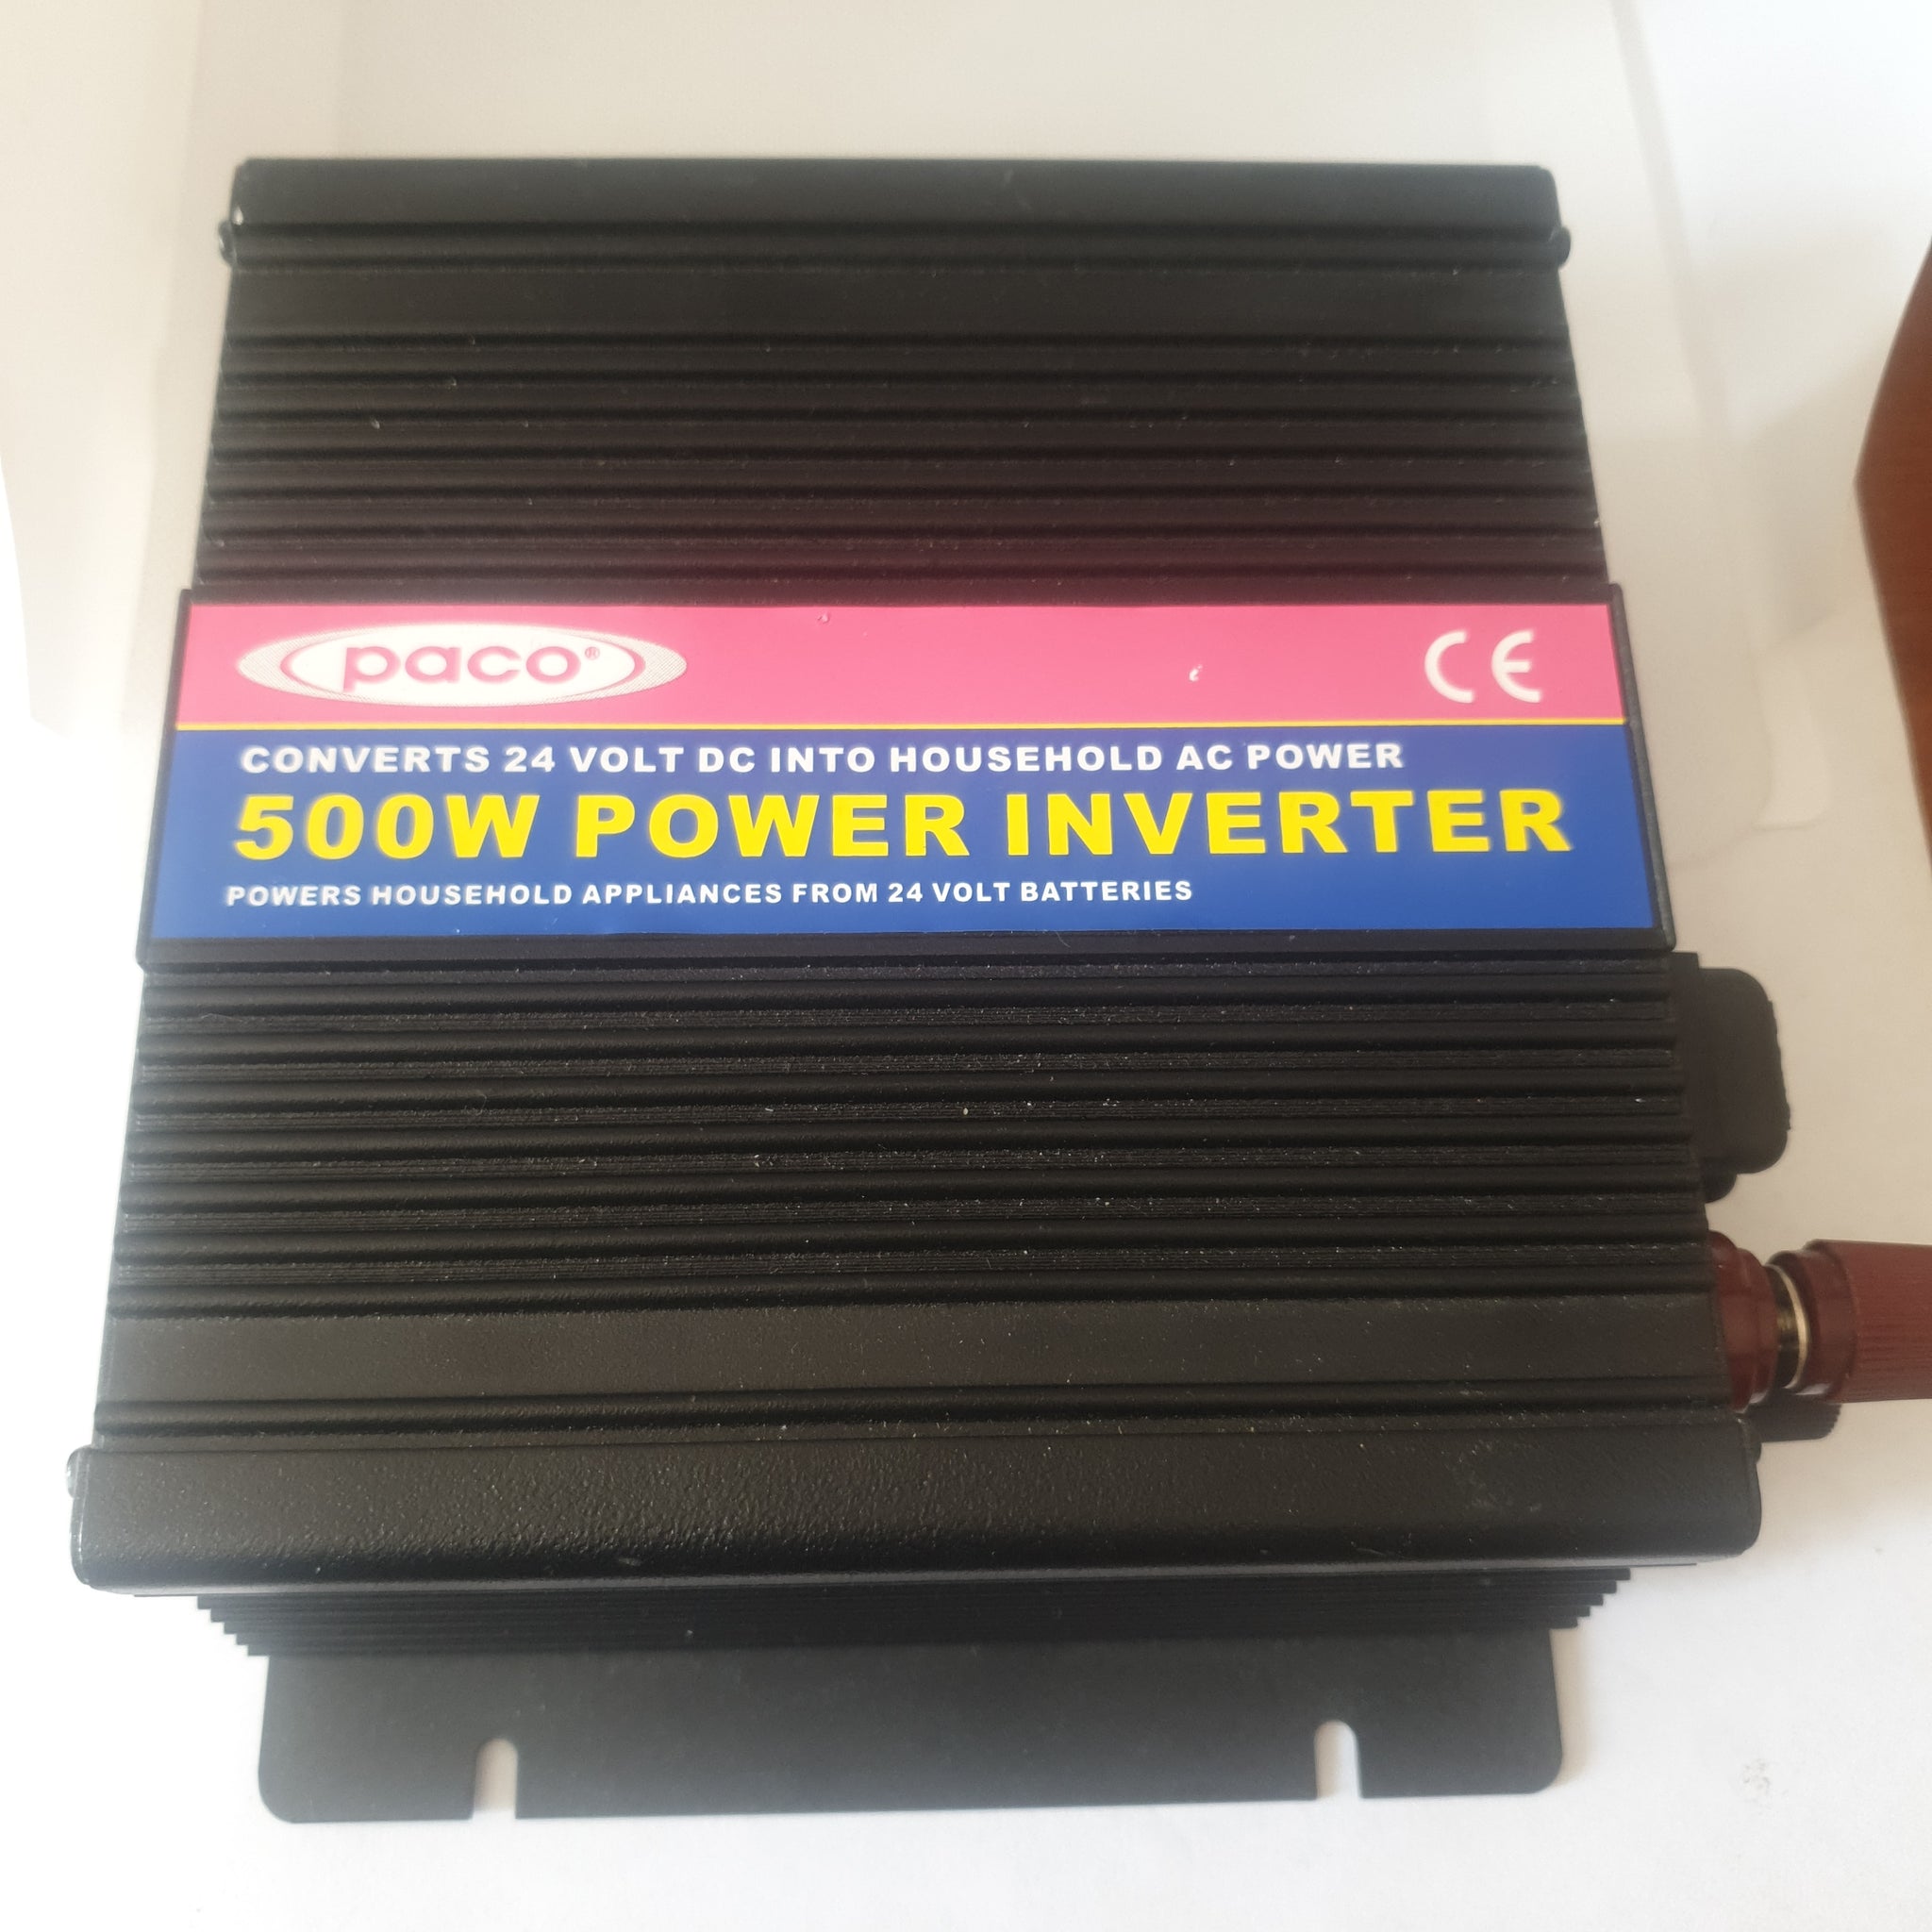 paco®
CE
CONVERTS 24 VOLT DC INTO HOUSEHOLD AC POWER
500W POWER INVERTER
POWERS HOUSEHOLD APPLIANCES FROM 24 VOLT BATTERIES